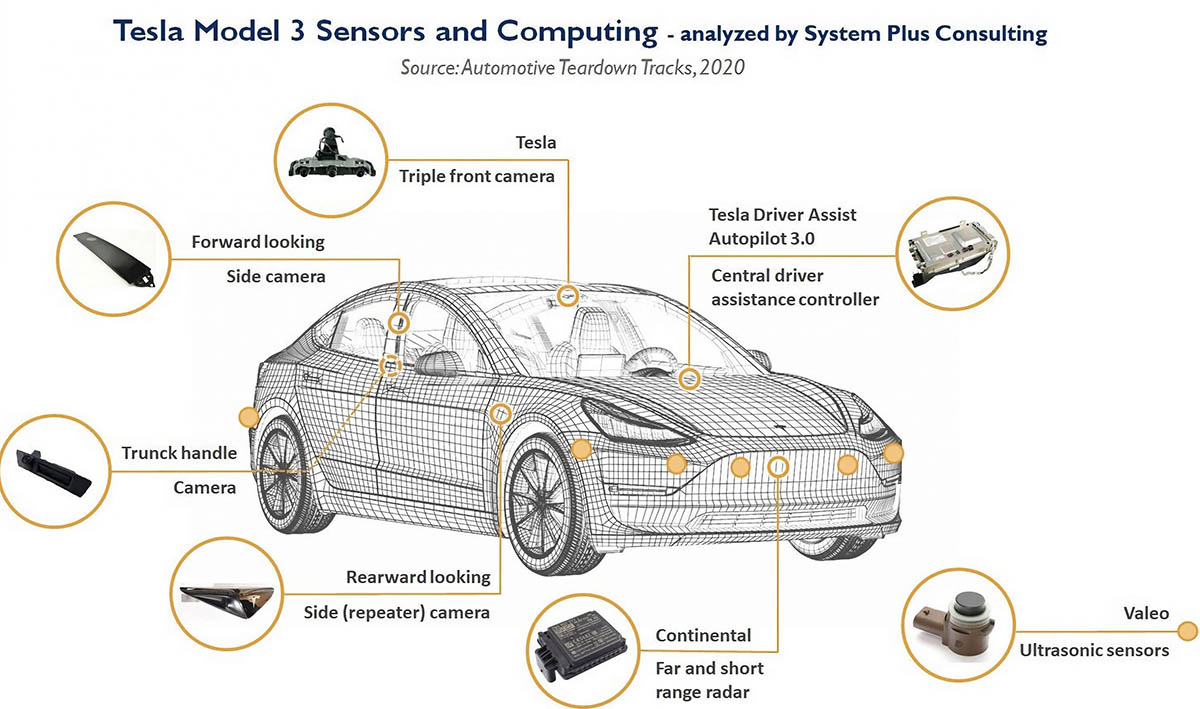 Tesla Model 3 Sensors and Computing - analyzed by System Plus Consulting
Source: Automotive Teardown Tracks, 2020
Tesla
Triple front camera
Forward looking
Side camera
Tesla Driver Assist
Autopilot 3.0
Central driver
assistance controller
Trunck handle
Camera
Rearward looking
Side (repeater) camera
Continental
Far and short
range radar
Valeo
Ultrasonic sensors